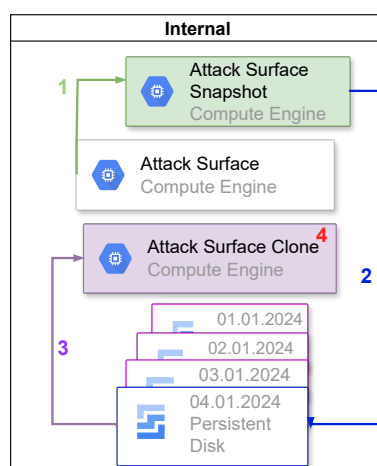 Internal
1
Attack Surface
Snapshot
Compute Engine
Attack Surface
Compute Engine
Attack Surface Clone
4
Compute Engine
2
01.01.2024
02.01.2024
3
03.01.2024
04.01.2024
Persistent
Disk